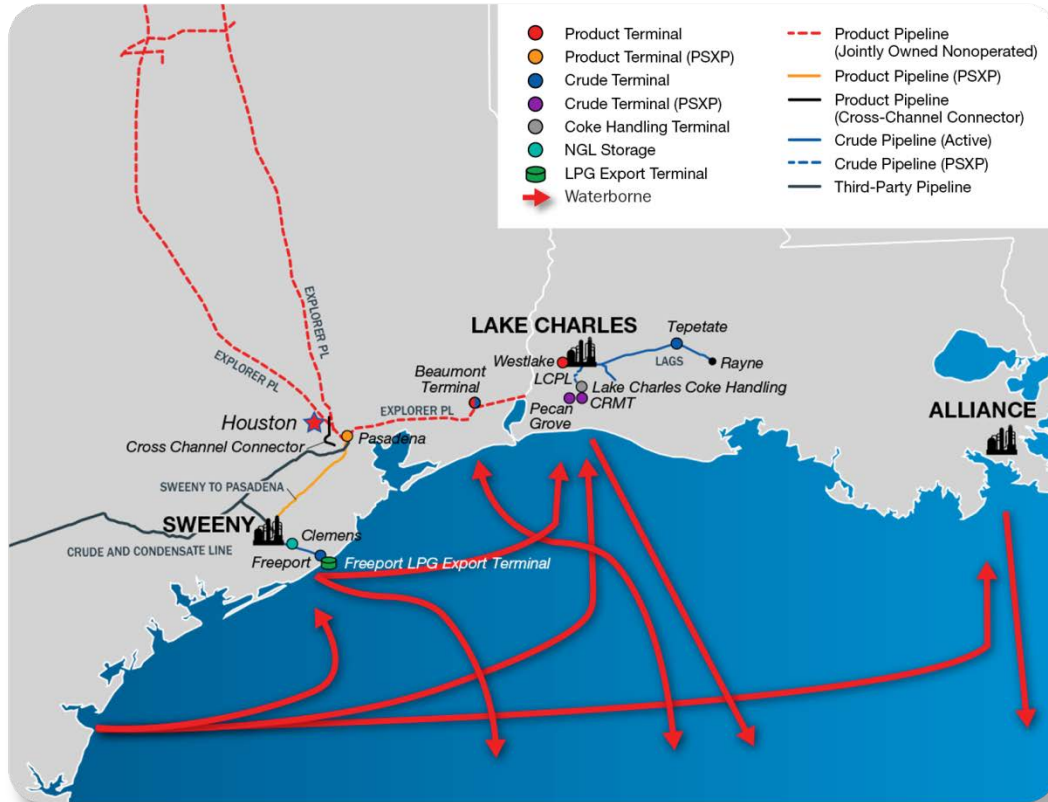 Product Terminal
Product Terminal (PSXP)
Crude Terminal
Crude Terminal (PSXP)
Coke Handling Terminal
NGL Storage
LPG Export Terminal
Waterborne
Product Pipeline
(Jointly Owned Nonoperated)
Product Pipeline (PSXP)
Product Pipeline
(Cross-Channel Connector)
Crude Pipeline (Active)
Crude Pipeline (PSXP)
Third-Party Pipeline
EXPLORER PL
EXPLORER PL
LAKE CHARLES
Tepetate
Westlake
LAGS
Rayne
Beaumont
Terminal
LCPL
Lake Charles Coke Handling
CRMT
Pecan
Grove
EXPLORER PL
Houston
Cross Channel Connector
Pasadena
ALLIANCE
SWEENY TO PASADENA
SWEENY
Clemens
CRUDE AND CONDENSATE LINE
Freeport
Freeport LPG Export Terminal